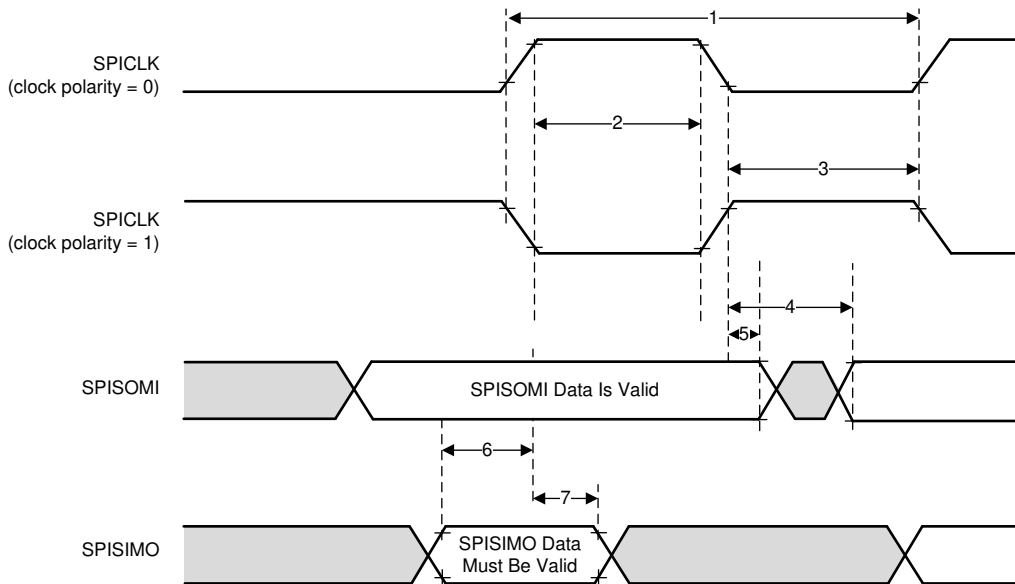 1
SPICLK
(clock polarity = 0)
2
3
SPICLK
(clock polarity = 1)
4
5
SPISOMI
SPISOMI Data Is Valid
6
7
SPISIMO
SPISIMO Data
Must Be Valid